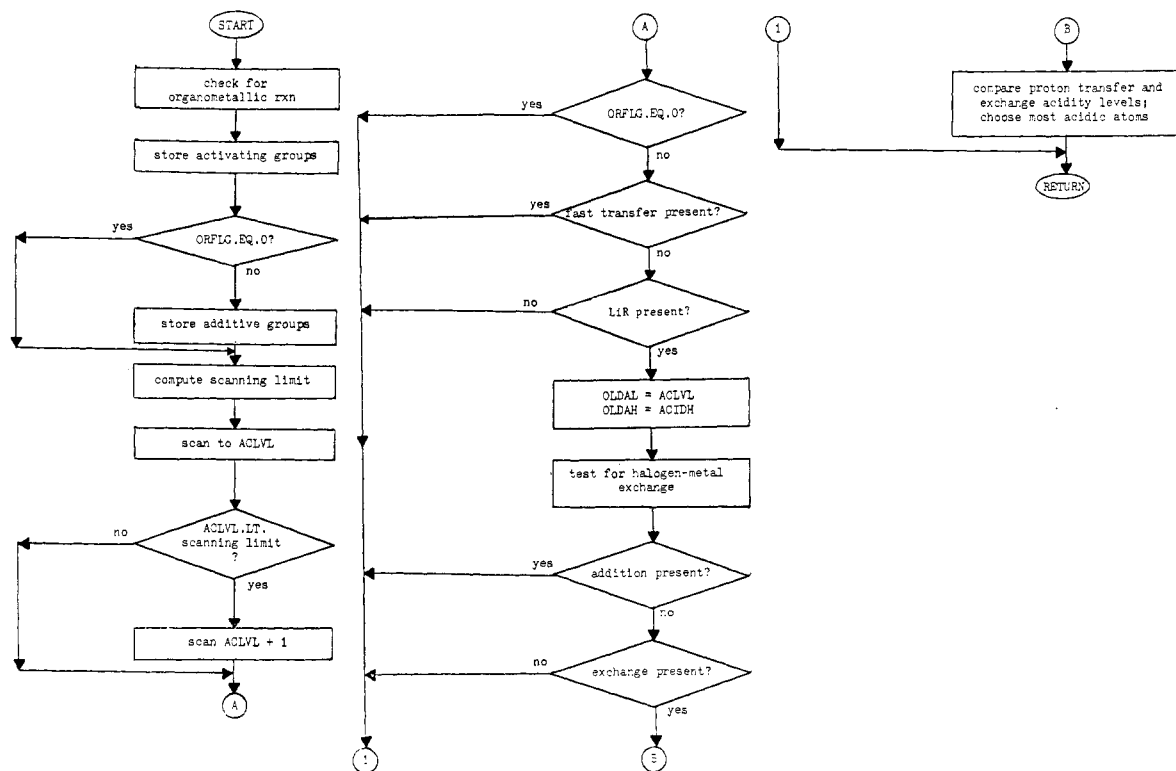 START
check for
organometallic rxn
store activating groups
yes
ORFLG.EQ.0?
no
store additive groups
compute scanning limit
scan to ACLVL
no
ACLVL.LT.
scanning limit
?
yes
scan ACLVL + 1
A
A
yes
ORFLG.EQ.0?
no
yes
fast transfer present?
no
no
LiR present?
yes
OLDAL = ACLVL
OLDAH = ACIDH
test for halogen-metal
exchange
yes
addition present?
no
no
exchange present?
yes
1
B
1
B
compare proton transfer and
exchange acidity levels;
choose most acidic atoms
RETURN